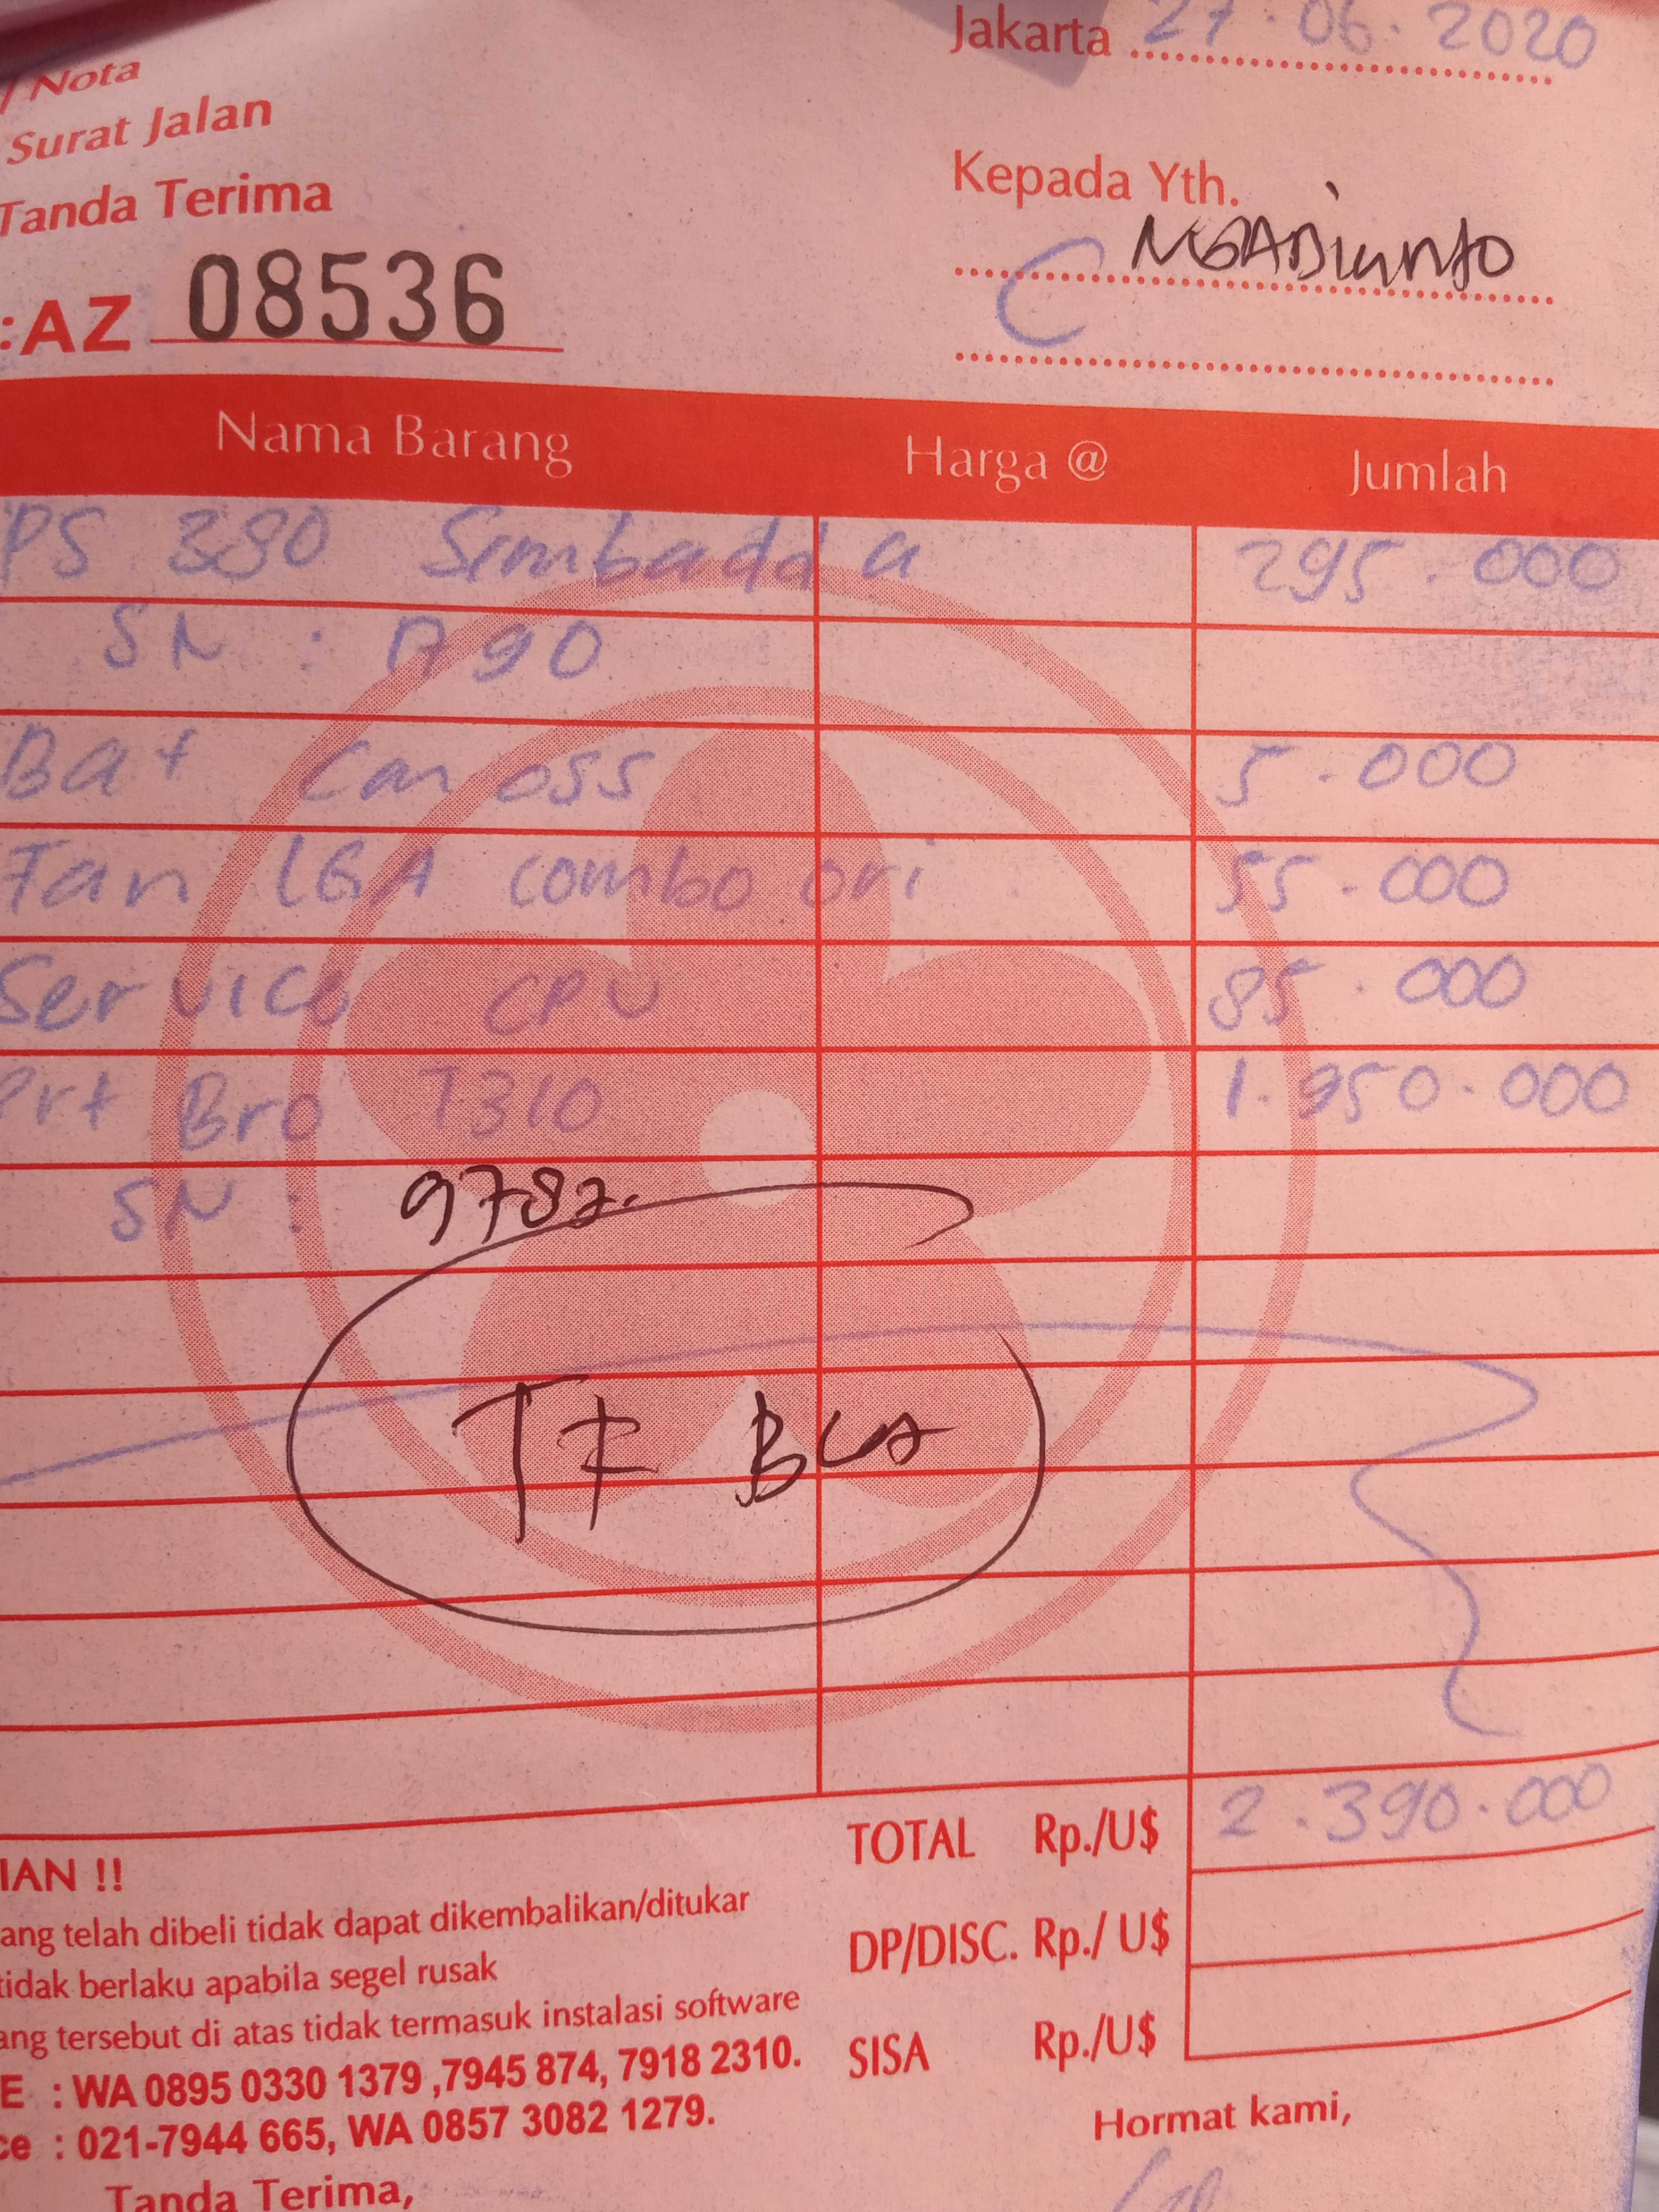 / Nota
Surat Jalan
Tanda Terima
: AZ 08536
Jakarta 27.06.2020
Kepada Yth.
Nama Barang Harga @ Jumlah
PS 380 Simbadda 295.000
SN : A90
Bat Cmoss 5.000
Fan LGA combo ori 55.000
Service CPU 85.000
Prt Bro T310 1.950.000
SN :
TF BCA
TOTAL Rp./U$ 2.390.000
DP/DISC. Rp./ U$
SISA Rp./U$
IAN !!
ang telah dibeli tidak dapat dikembalikan/ditukar
tidak berlaku apabila segel rusak
ang tersebut di atas tidak termasuk instalasi software
E : WA 0895 0330 1379 ,7945 874, 7918 2310.
ce : 021-7944 665, WA 0857 3082 1279.
Tanda Terima,
Hormat kami,